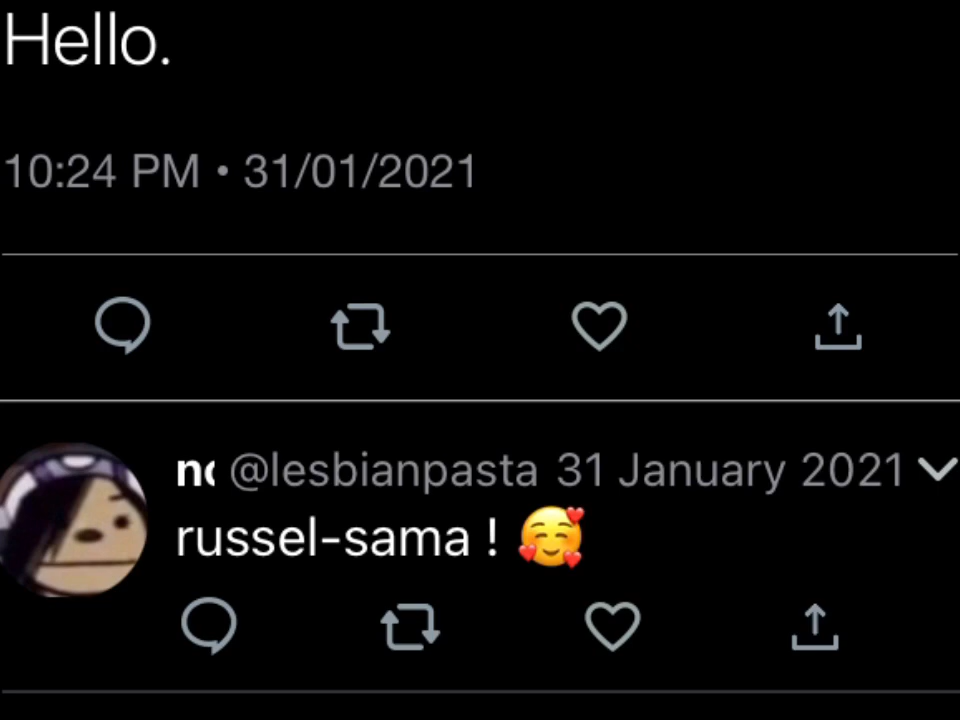 Hello.
10:24 PM • 31/01/2021
@lesbianpasta 31 January 2021
russel-sama ! 🥰